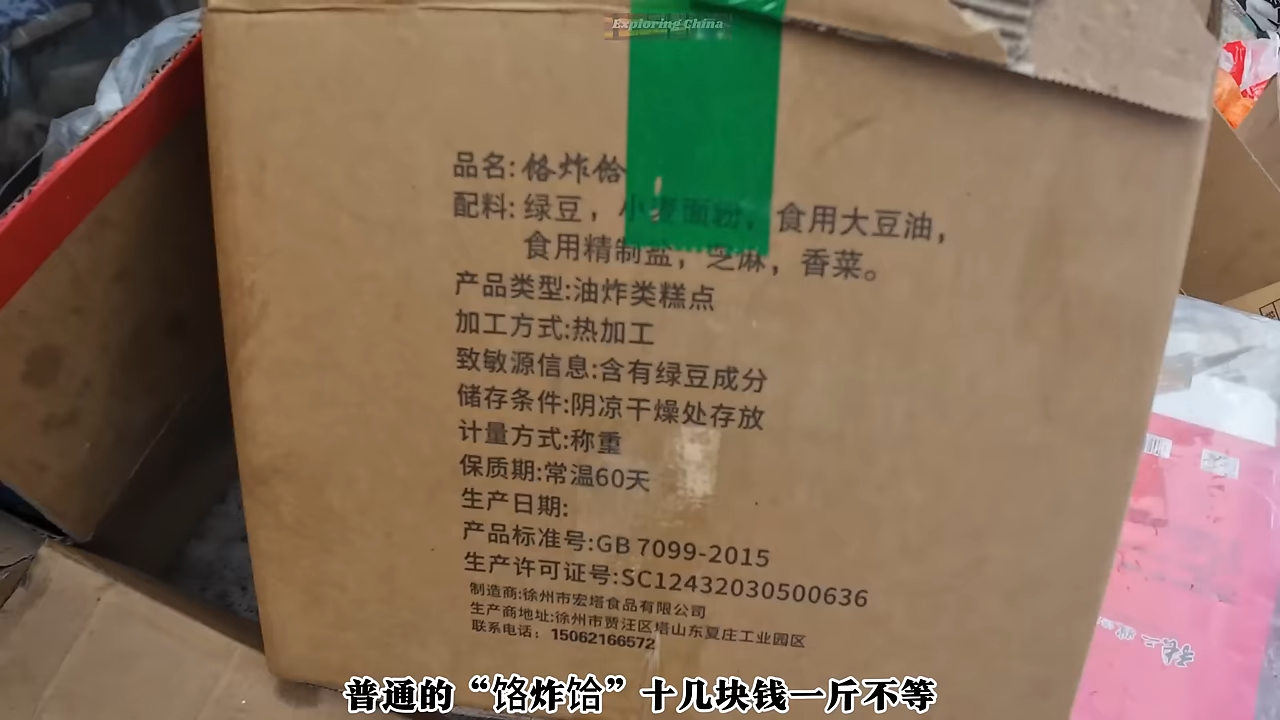 Exploring China
品名:饹炸饸
配料:绿豆，小麦面粉，食用大豆油，
食用精制盐，芝麻，香菜。
产品类型:油炸类糕点
加工方式:热加工
致敏源信息:含有绿豆成分
储存条件:阴凉干燥处存放
计量方式:称重
保质期:常温60天
生产日期:
产品标准号:GB 7099-2015
生产许可证号:SC12432030500636
制造商:徐州市宏塔食品有限公司
生产商地址:徐州市贾汪区塔山东夏庄工业园区
联系电话：15062166572
普通的“饹炸饸”十几块钱一斤不等